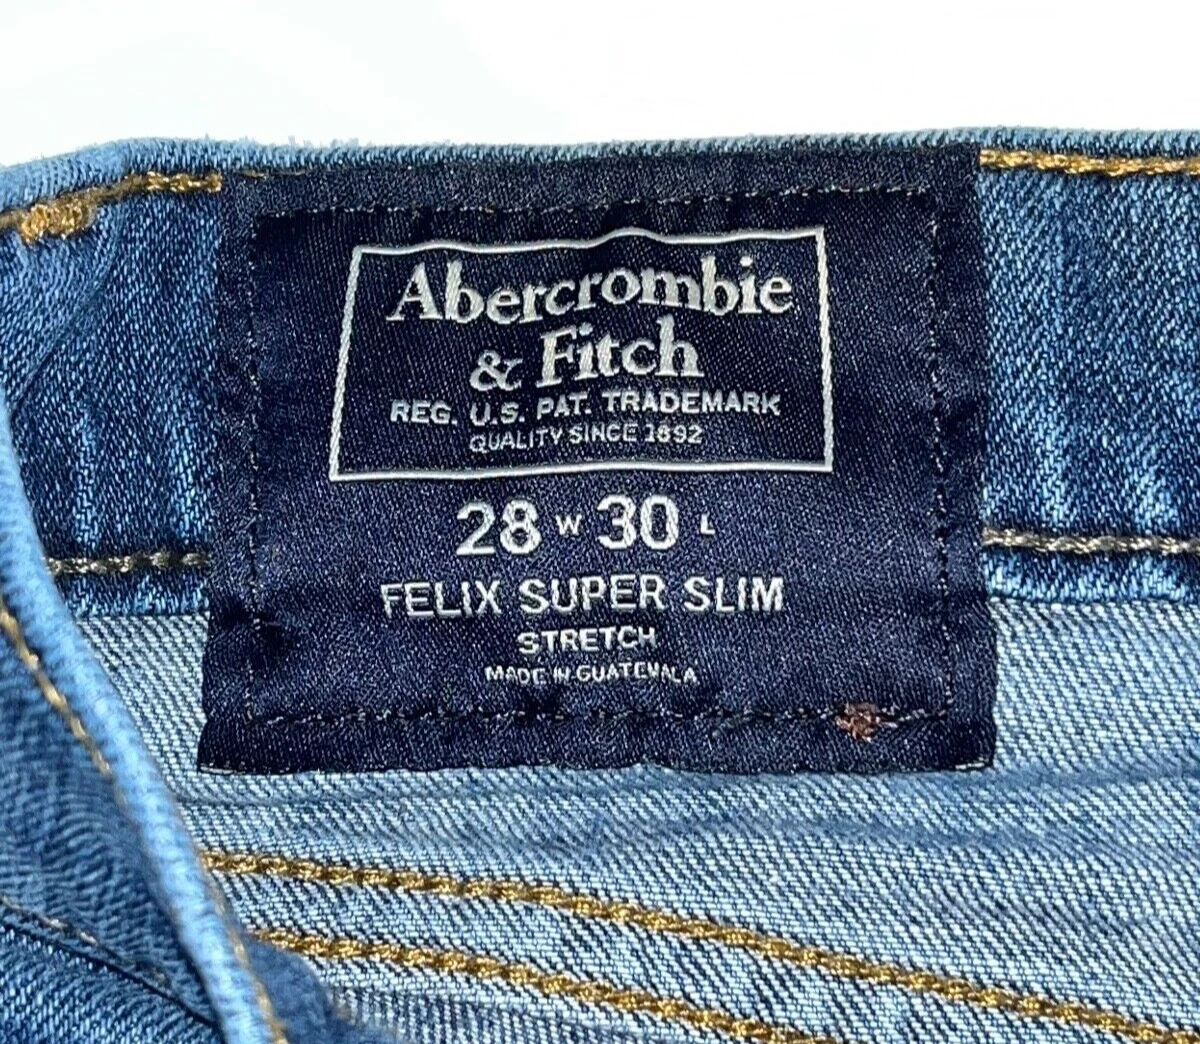 Abercrombie
& Fitch
REG. U.S. PAT. TRADEMARK
QUALITY SINCE 1892
28 W 30 L
FELIX SUPER SLIM
STRETCH
MADE IN GUATEMALA